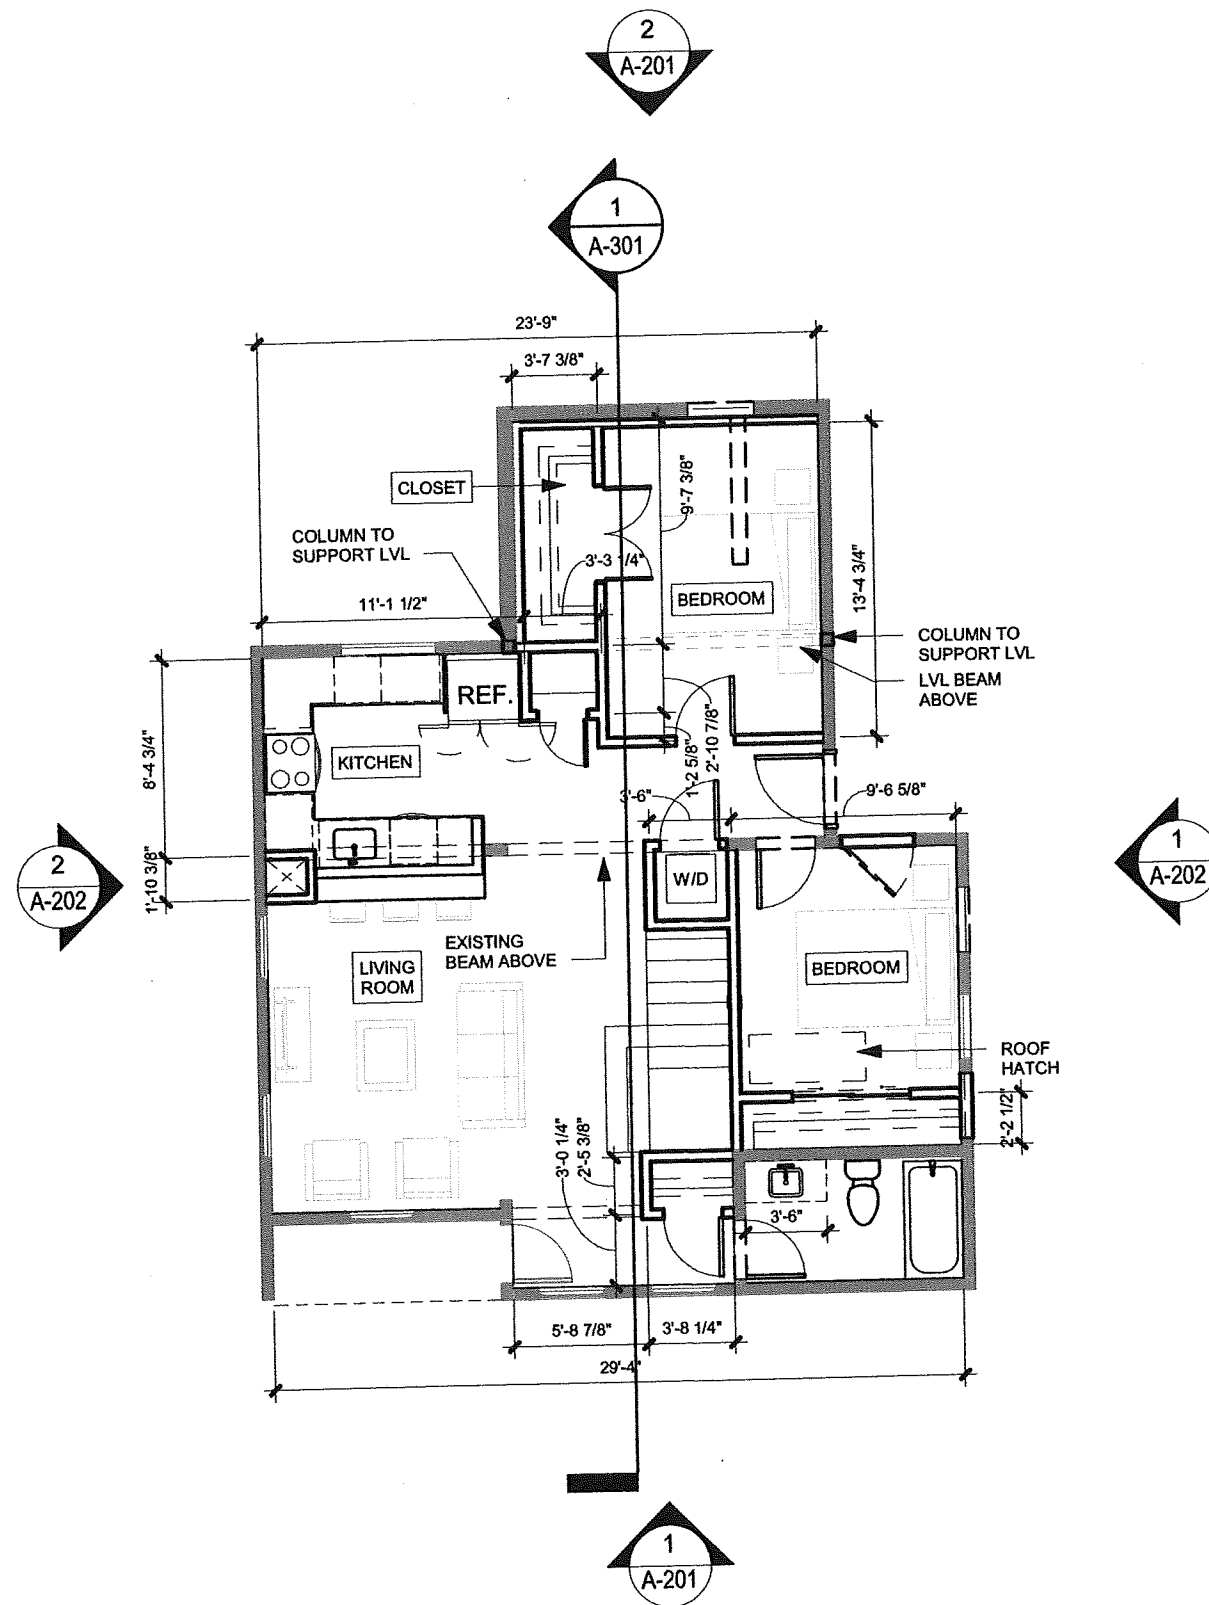 2
A-201
1
A-301
23'-9"
3'-7 3/8"
CLOSET
9'-7 3/8"
COLUMN TO
SUPPORT LVL
3'-3 1/4"
13'-4 3/4"
11'-1 1/2"
BEDROOM
COLUMN TO
SUPPORT LVL
LVL BEAM
ABOVE
REF.
8'-4 3/4"
KITCHEN
1'-2 5/8"
2'-10 7/8"
3'-6"
9'-6 5/8"
2
A-202
1'-10 3/8"
1
A-202
W/D
EXISTING
BEAM ABOVE
LIVING
ROOM
BEDROOM
ROOF
HATCH
2'-2 1/2"
3'-0 1/4"
2'-5 3/8"
3'-6"
5'-8 7/8"
3'-8 1/4"
29'-4"
1
A-201